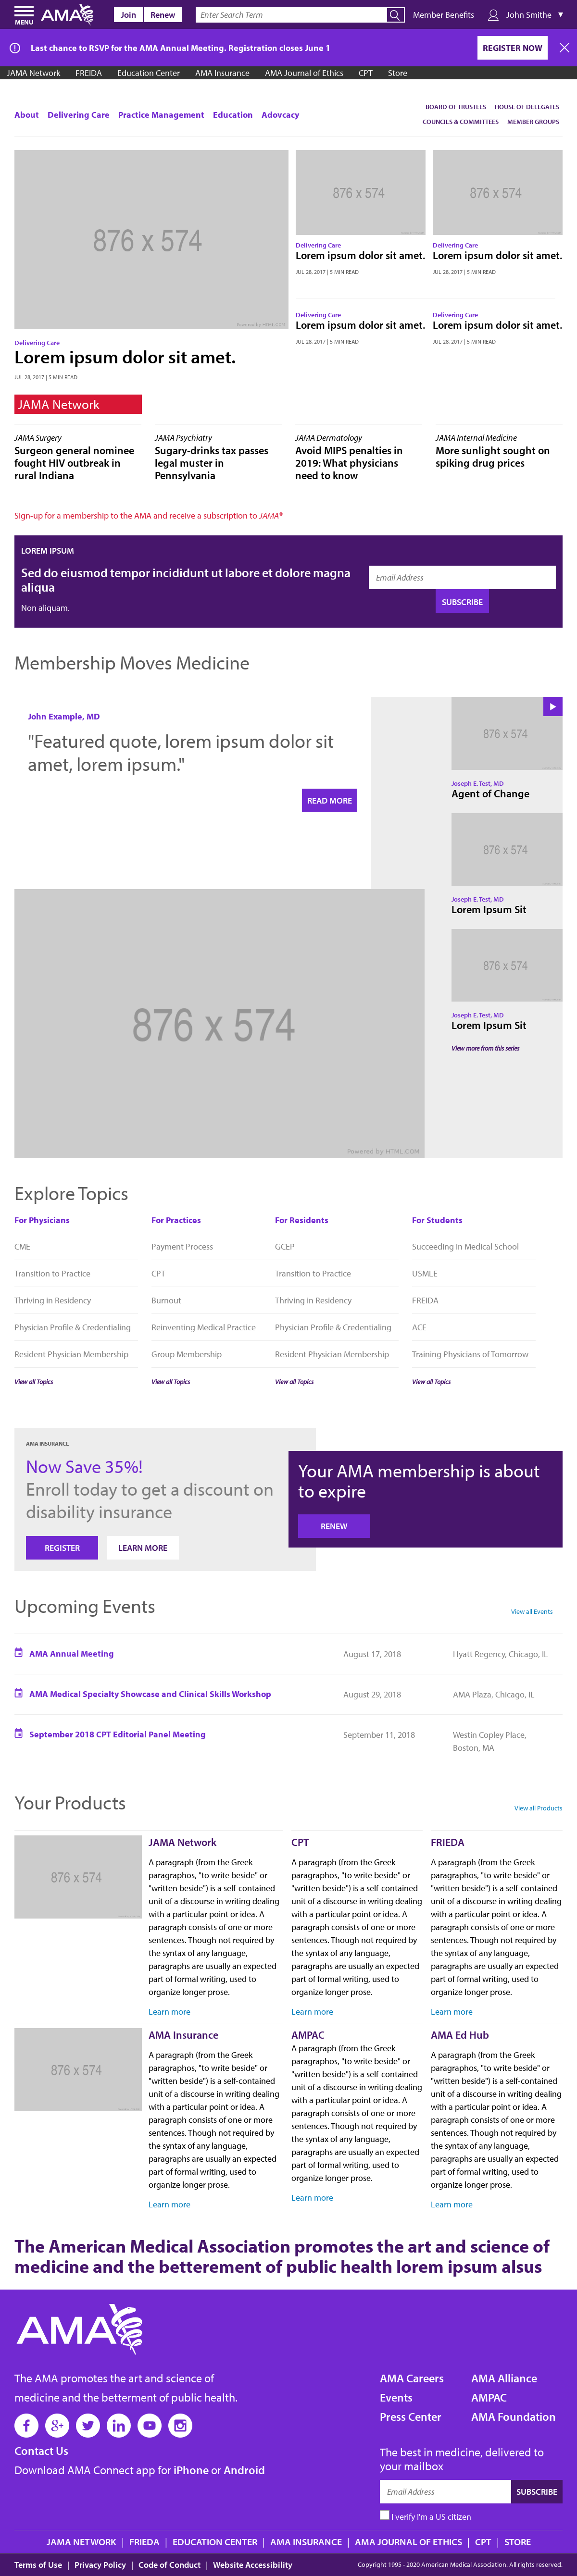 MENU
AMA
Join
Renew
Enter Search Term
Member Benefits
John Smithe
Last chance to RSVP for the AMA Annual Meeting. Registration closes June 1
REGISTER NOW
JAMA Network
FREIDA
Education Center
AMA Insurance
AMA Journal of Ethics
CPT
Store
About
Delivering Care
Practice Management
Education
Adovcacy
BOARD OF TRUSTEES
HOUSE OF DELEGATES
COUNCILS & COMMITTEES
MEMBER GROUPS
876 x 574
Powered by HTML.COM
Delivering Care
Lorem ipsum dolor sit amet.
JUL 28, 2017 | 5 MIN READ
876 x 574
Delivering Care
Lorem ipsum dolor sit amet.
JUL 28, 2017 | 5 MIN READ
876 x 574
Delivering Care
Lorem ipsum dolor sit amet.
JUL 28, 2017 | 5 MIN READ
Delivering Care
Lorem ipsum dolor sit amet.
JUL 28, 2017 | 5 MIN READ
Delivering Care
Lorem ipsum dolor sit amet.
JUL 28, 2017 | 5 MIN READ
JAMA Network
JAMA Surgery
Surgeon general nominee
fought HIV outbreak in
rural Indiana
JAMA Psychiatry
Sugary-drinks tax passes
legal muster in
Pennsylvania
JAMA Dermatology
Avoid MIPS penalties in
2019: What physicians
need to know
JAMA Internal Medicine
More sunlight sought on
spiking drug prices
Sign-up for a membership to the AMA and receive a subscription to JAMA®
LOREM IPSUM
Sed do eiusmod tempor incididunt ut labore et dolore magna
aliqua
Non aliquam.
Email Address
SUBSCRIBE
Membership Moves Medicine
John Example, MD
"Featured quote, lorem ipsum dolor sit
amet, lorem ipsum."
READ MORE
876 x 574
Powered by HTML.COM
876 x 574
Joseph E. Test, MD
Agent of Change
876 x 574
Joseph E. Test, MD
Lorem Ipsum Sit
876 x 574
Joseph E. Test, MD
Lorem Ipsum Sit
View more from this series
Explore Topics
For Physicians
CME
Transition to Practice
Thriving in Residency
Physician Profile & Credentialing
Resident Physician Membership
View all Topics
For Practices
Payment Process
CPT
Burnout
Reinventing Medical Practice
Group Membership
View all Topics
For Residents
GCEP
Transition to Practice
Thriving in Residency
Physician Profile & Credentialing
Resident Physician Membership
View all Topics
For Students
Succeeding in Medical School
USMLE
FREIDA
ACE
Training Physicians of Tomorrow
View all Topics
AMA INSURANCE
Now Save 35%!
Enroll today to get a discount on
disability insurance
REGISTER
LEARN MORE
Your AMA membership is about
to expire
RENEW
Upcoming Events
View all Events
AMA Annual Meeting
August 17, 2018
Hyatt Regency, Chicago, IL
AMA Medical Specialty Showcase and Clinical Skills Workshop
August 29, 2018
AMA Plaza, Chicago, IL
September 2018 CPT Editorial Panel Meeting
September 11, 2018
Westin Copley Place,
Boston, MA
Your Products
View all Products
876 x 574
JAMA Network
A paragraph (from the Greek
paragraphos, "to write beside" or
"written beside") is a self-contained
unit of a discourse in writing dealing
with a particular point or idea. A
paragraph consists of one or more
sentences. Though not required by
the syntax of any language,
paragraphs are usually an expected
part of formal writing, used to
organize longer prose.
Learn more
CPT
A paragraph (from the Greek
paragraphos, "to write beside" or
"written beside") is a self-contained
unit of a discourse in writing dealing
with a particular point or idea. A
paragraph consists of one or more
sentences. Though not required by
the syntax of any language,
paragraphs are usually an expected
part of formal writing, used to
organize longer prose.
Learn more
FRIEDA
A paragraph (from the Greek
paragraphos, "to write beside" or
"written beside") is a self-contained
unit of a discourse in writing dealing
with a particular point or idea. A
paragraph consists of one or more
sentences. Though not required by
the syntax of any language,
paragraphs are usually an expected
part of formal writing, used to
organize longer prose.
Learn more
876 x 574
AMA Insurance
A paragraph (from the Greek
paragraphos, "to write beside" or
"written beside") is a self-contained
unit of a discourse in writing dealing
with a particular point or idea. A
paragraph consists of one or more
sentences. Though not required by
the syntax of any language,
paragraphs are usually an expected
part of formal writing, used to
organize longer prose.
Learn more
AMPAC
A paragraph (from the Greek
paragraphos, "to write beside" or
"written beside") is a self-contained
unit of a discourse in writing dealing
with a particular point or idea. A
paragraph consists of one or more
sentences. Though not required by
the syntax of any language,
paragraphs are usually an expected
part of formal writing, used to
organize longer prose.
Learn more
AMA Ed Hub
A paragraph (from the Greek
paragraphos, "to write beside" or
"written beside") is a self-contained
unit of a discourse in writing dealing
with a particular point or idea. A
paragraph consists of one or more
sentences. Though not required by
the syntax of any language,
paragraphs are usually an expected
part of formal writing, used to
organize longer prose.
Learn more
The American Medical Association promotes the art and science of
medicine and the betterement of public health lorem ipsum alsus
AMA
The AMA promotes the art and science of
medicine and the betterment of public health.
Contact Us
Download AMA Connect app for iPhone or Android
AMA Careers
Events
Press Center
AMA Alliance
AMPAC
AMA Foundation
The best in medicine, delivered to
your mailbox
Email Address
SUBSCRIBE
I verify I'm a US citizen
JAMA NETWORK | FRIEDA | EDUCATION CENTER | AMA INSURANCE | AMA JOURNAL OF ETHICS | CPT | STORE
Terms of Use | Privacy Policy | Code of Conduct | Website Accessibility
Copyright 1995 - 2020 American Medical Association. All rights reserved.